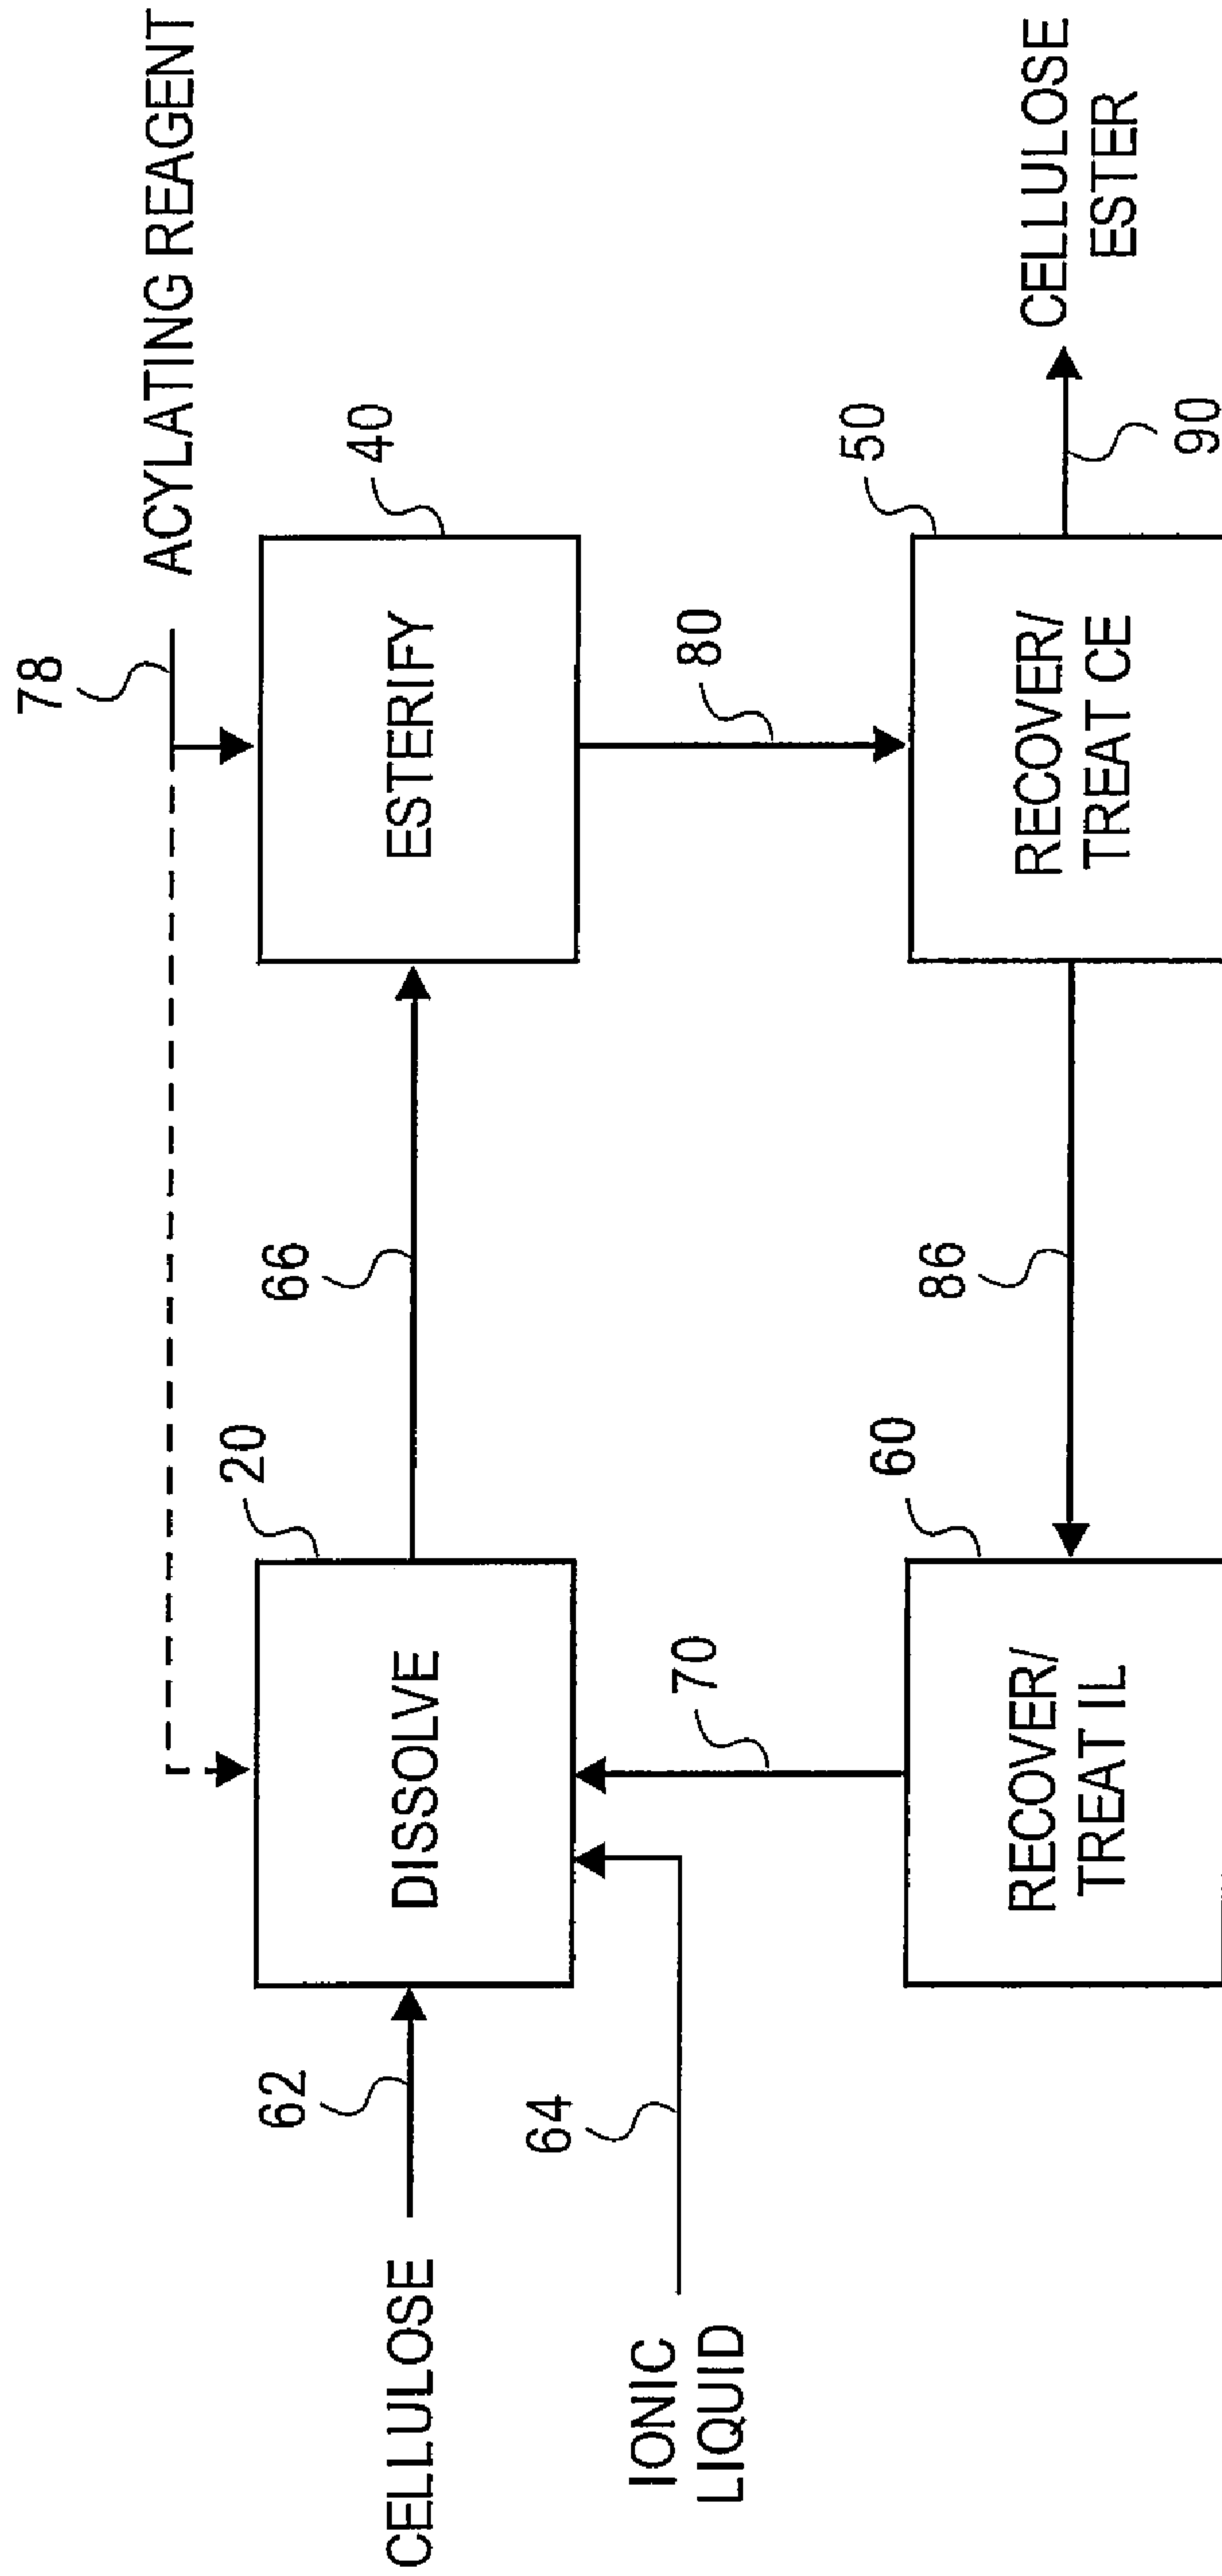 78
ACYLATING REAGENT
20
66
40
62
CELLULOSE
DISSOLVE
ESTERIFY
64
IONIC
LIQUID
70
80
60
86
50
RECOVER/
TREAT IL
RECOVER/
TREAT CE
CELLULOSE
ESTER
90